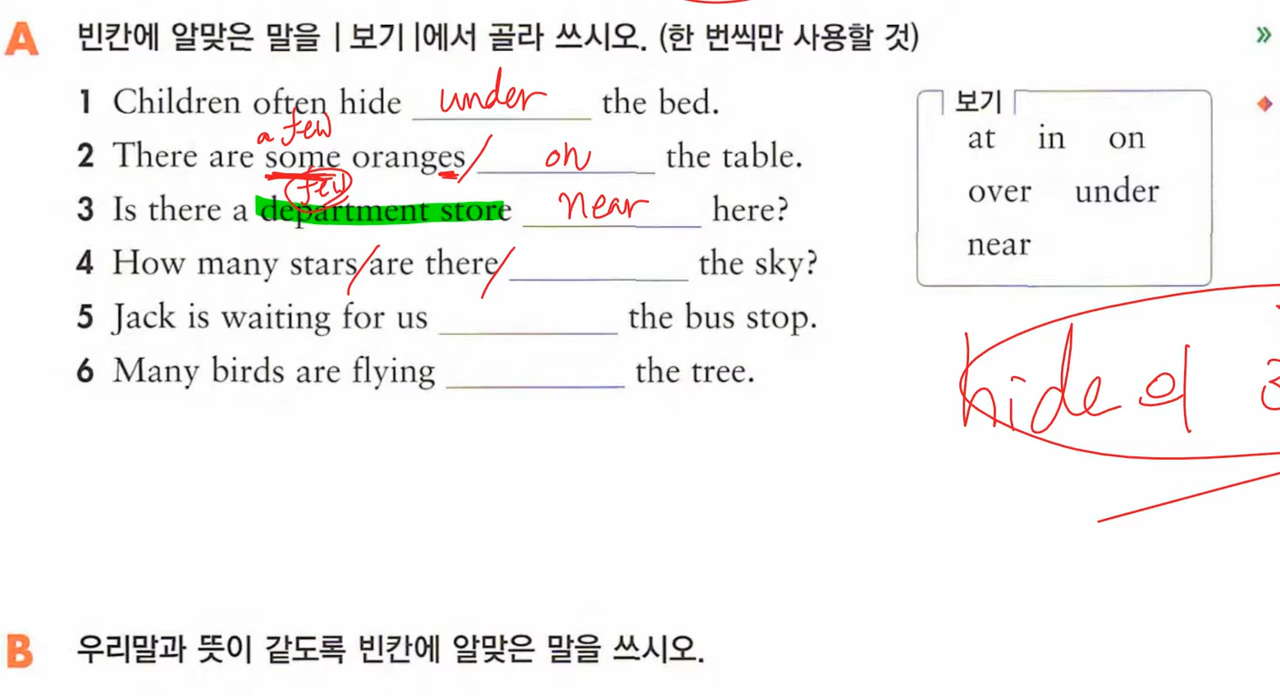 A 빈칸에 알맞은 말을 | 보기 |에서 골라 쓰시오. (한 번씩만 사용할 것) »
1 Children often hide under the bed.
a few
2 There are some oranges/ on the table.
few
3 Is there a department store near here?
4 How many stars/are there/ the sky?
5 Jack is waiting for us the bus stop.
6 Many birds are flying the tree.
보기
at in on
over under
near
hide 이
B 우리말과 뜻이 같도록 빈칸에 알맞은 말을 쓰시오.